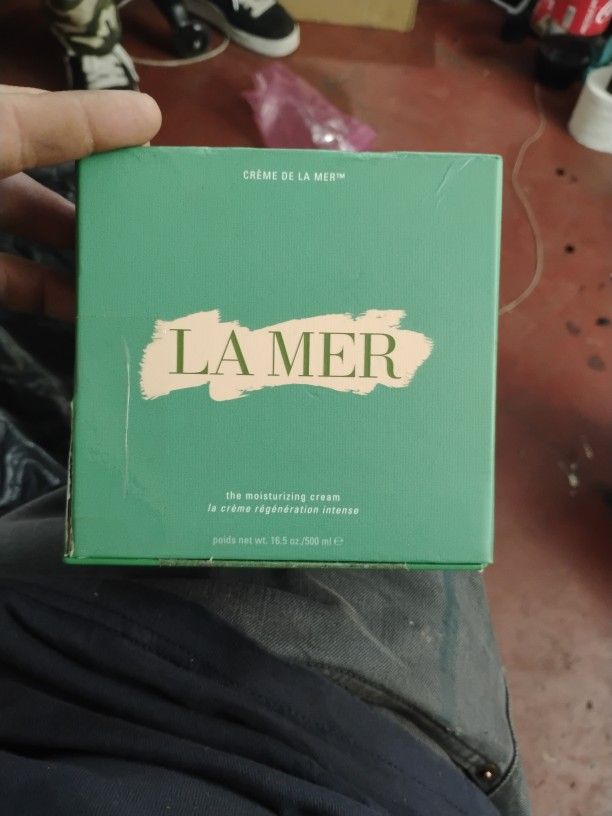 CRÈME DE LA MER™
LA MER
the moisturizing cream
la crème régénération intense
poids net wt. 16.5 oz./500 ml ℮